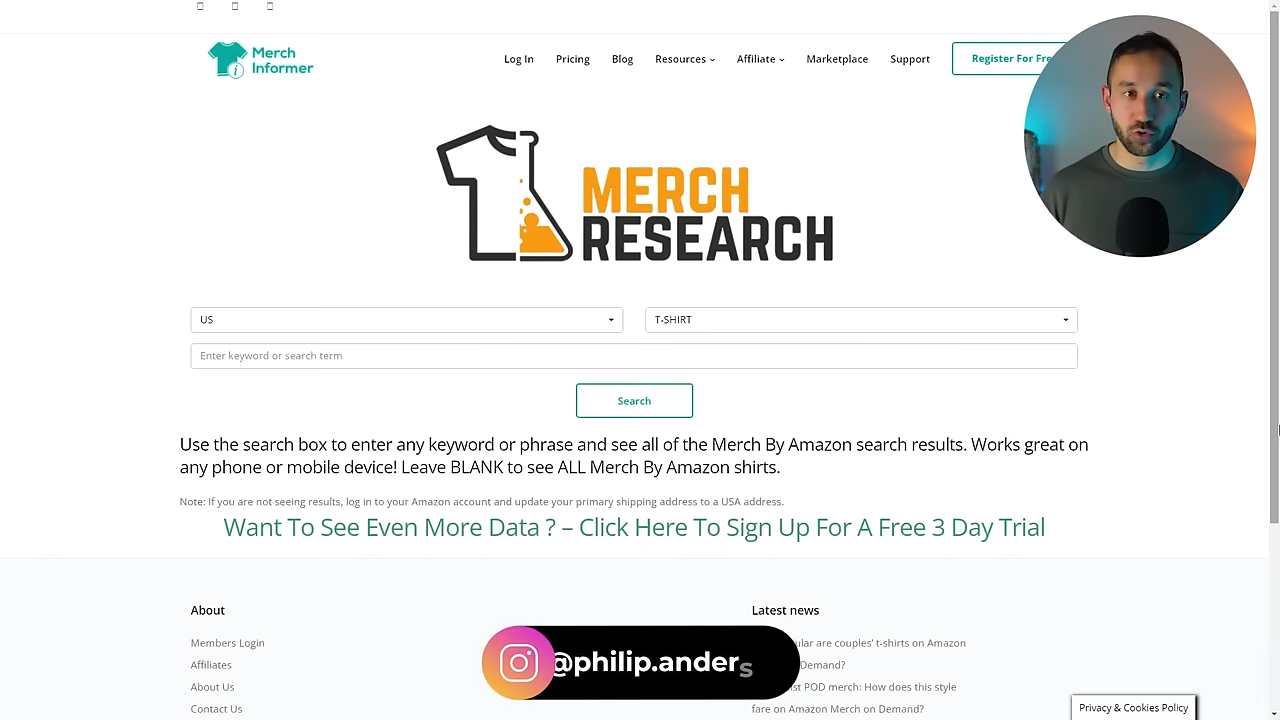 Merch
Informer
Log In
Pricing
Blog
Resources
Affiliate
Marketplace
Support
Register For Fre
MERCH
RESEARCH
US
T-SHIRT
Enter keyword or search term
Search
Use the search box to enter any keyword or phrase and see all of the Merch By Amazon search results. Works great on
any phone or mobile device! Leave BLANK to see ALL Merch By Amazon shirts.
Note: If you are not seeing results, log in to your Amazon account and update your primary shipping address to a USA address.
Want To See Even More Data ? – Click Here To Sign Up For A Free 3 Day Trial
About
Members Login
Affiliates
About Us
Contact Us
Latest news
are couples’ t-shirts on Amazon
Demand?
POD merch: How does this style
fare on Amazon Merch on Demand?
@philip.anders
Privacy & Cookies Policy